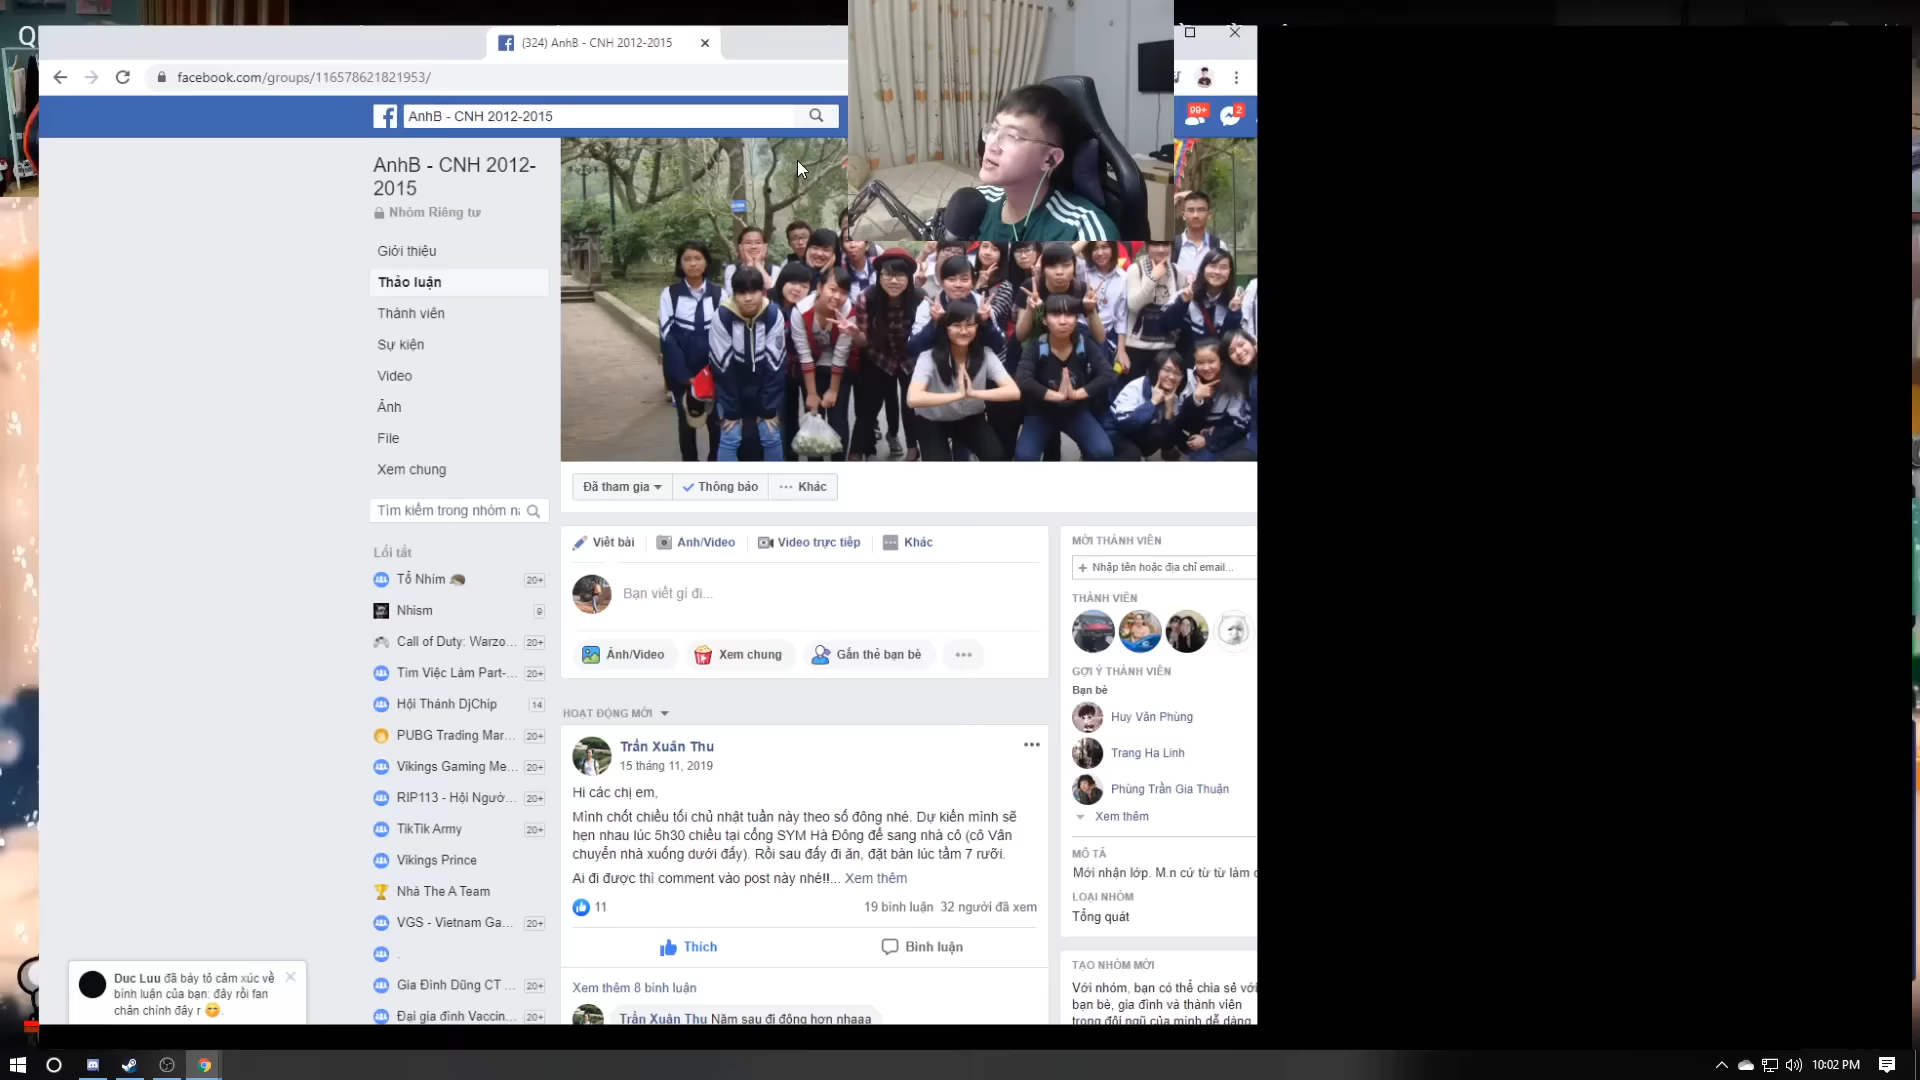 (324) AnhB - CNH 2012-2015
facebook.com/groups/116578621821953/
AnhB - CNH 2012-2015
99+
2
AnhB - CNH 2012-
2015
Nhóm Riêng tư
Giới thiệu
Thảo luận
Thành viên
Sự kiện
Video
Ảnh
File
Xem chung
Tìm kiếm trong nhóm nà
Lối tắt
Tổ Nhím 20+
Nhism 9
Call of Duty: Warzo... 20+
Tìm Việc Làm Part-... 20+
Hội Thánh DjChip 14
PUBG Trading Mar... 20+
Vikings Gaming Me... 20+
RIP113 - Hội Ngườ... 20+
TikTik Army 20+
Vikings Prince
Nhà The A Team
VGS - Vietnam Ga... 20+
.
Gia Đình Dũng CT ... 20+
Đại gia đình Vaccin... 20+
Đã tham gia
Thông báo
Khác
Viết bài
Ảnh/Video
Video trực tiếp
Khác
Bạn viết gì đi...
Ảnh/Video
Xem chung
Gắn thẻ bạn bè
HOẠT ĐỘNG MỚI
Trần Xuân Thu
15 tháng 11, 2019
Hi các chị em,
Mình chốt chiều tối chủ nhật tuần này theo số đông nhé. Dự kiến mình sẽ
hẹn nhau lúc 5h30 chiều tại cổng SYM Hà Đông để sang nhà cô (cô Vân
chuyển nhà xuống dưới đấy). Rồi sau đấy đi ăn, đặt bàn lúc tầm 7 rưỡi.
Ai đi được thì comment vào post này nhé!!... Xem thêm
11
19 bình luận 32 người đã xem
Thích
Bình luận
Xem thêm 8 bình luận
Trần Xuân Thu Năm sau đi đông hơn nhaaa
MỜI THÀNH VIÊN
+ Nhập tên hoặc địa chỉ email...
THÀNH VIÊN
GỢI Ý THÀNH VIÊN
Bạn bè
Huy Văn Phùng
Trang Ha Linh
Phùng Trần Gia Thuận
Xem thêm
MÔ TẢ
Mới nhận lớp. M.n cứ từ từ làm
LOẠI NHÓM
Tổng quát
TẠO NHÓM MỚI
Với nhóm, bạn có thể chia sẻ với
bạn bè, gia đình và thành viên
trong đội ngũ của mình dễ dàng
Duc Luu đã bày tỏ cảm xúc về
bình luận của bạn: đây rồi fan
chân chính đây r
10:02 PM